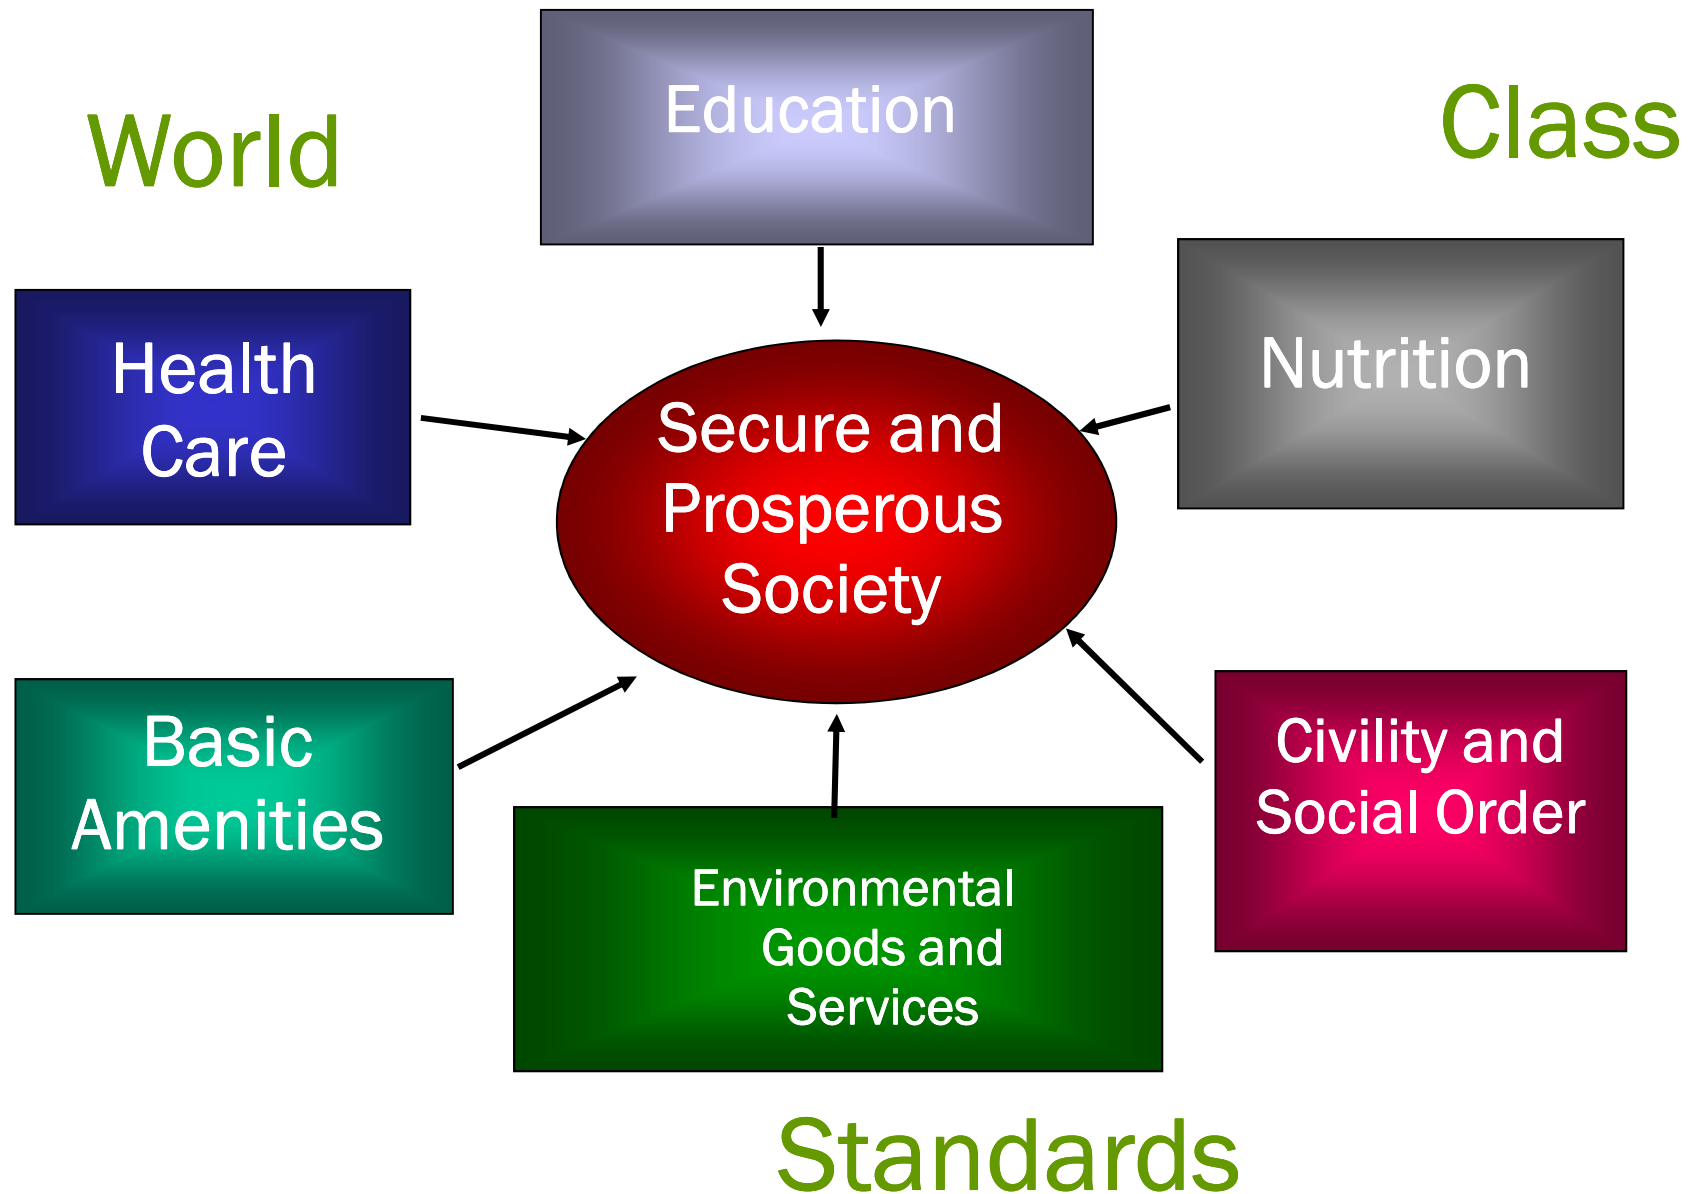 World
Education
Class
Health
Care
Nutrition
Secure and
Prosperous
Society
Basic
Amenities
Civility and
Social Order
Environmental
Goods and
Services
Standards